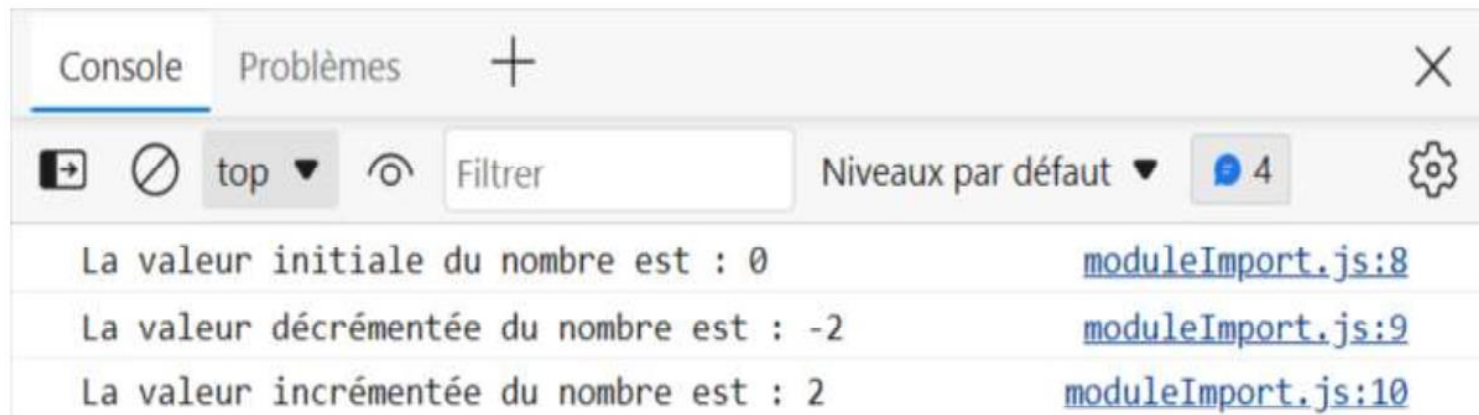 Console Problèmes
top Filtrer Niveaux par défaut 4
La valeur initiale du nombre est : 0 moduleImport.js:8
La valeur décrémentée du nombre est : -2 moduleImport.js:9
La valeur incrémentée du nombre est : 2 moduleImport.js:10